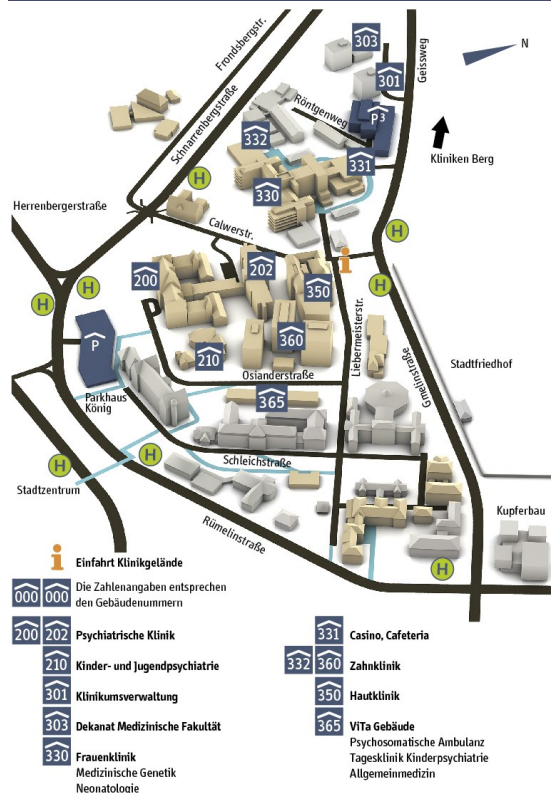 Frondsbergstr.
Schnarrenbergstraße
303
301
Geissweg
N
Röntgenweg
P3
332
331
Kliniken Berg
H
330
Herrenbergerstraße
Calwerstr.
i
H
H
H
200
202
350
Liebermeisterstr.
Gmelinstraße
P
360
210
Stadtfriedhof
Osianderstraße
Parkhaus
König
365
H
H
Schleichstraße
Stadtzentrum
Kupferbau
Rümelinstraße
H
i Einfahrt Klinikgelände
000 000 Die Zahlenangaben entsprechen
den Gebäudenummern
200 202 Psychiatrische Klinik
210 Kinder- und Jugendpsychiatrie
301 Klinikumsverwaltung
303 Dekanat Medizinische Fakultät
330 Frauenklinik
Medizinische Genetik
Neonatologie
331 Casino, Cafeteria
332 360 Zahnklinik
350 Hautklinik
365 ViTa Gebäude
Psychosomatische Ambulanz
Tagesklinik Kinderpsychiatrie
Allgemeinmedizin